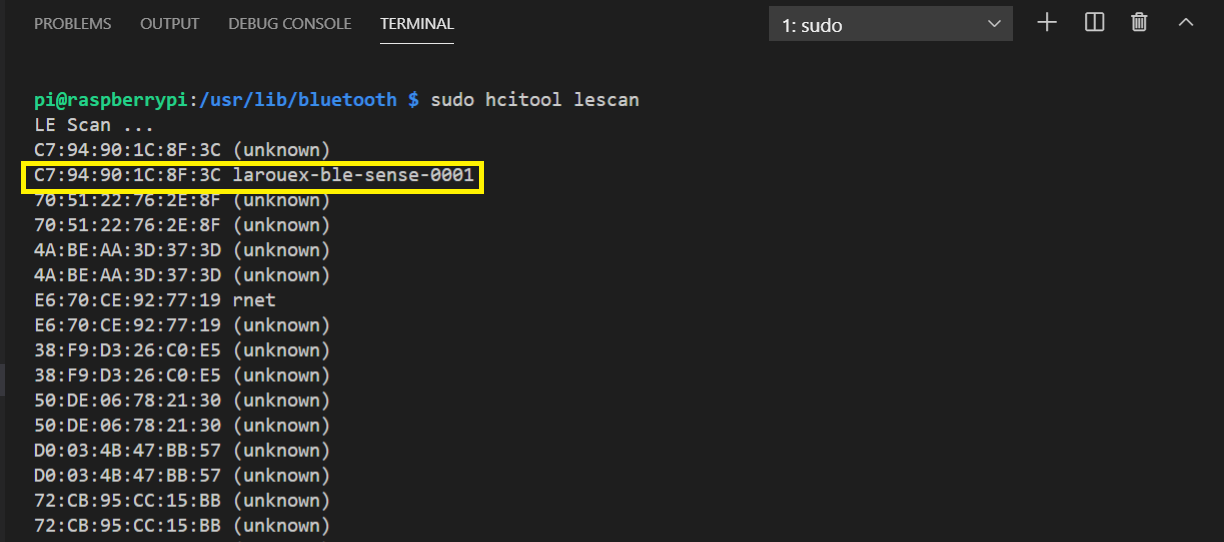 PROBLEMS OUTPUT DEBUG CONSOLE TERMINAL 1: sudo
pi@raspberrypi:/usr/lib/bluetooth $ sudo hcitool lescan
LE Scan ...
C7:94:90:1C:8F:3C (unknown)
C7:94:90:1C:8F:3C larouex-ble-sense-0001
70:51:22:76:2E:8F (unknown)
70:51:22:76:2E:8F (unknown)
4A:BE:AA:3D:37:3D (unknown)
4A:BE:AA:3D:37:3D (unknown)
E6:70:CE:92:77:19 rnet
E6:70:CE:92:77:19 (unknown)
38:F9:D3:26:C0:E5 (unknown)
38:F9:D3:26:C0:E5 (unknown)
50:DE:06:78:21:30 (unknown)
50:DE:06:78:21:30 (unknown)
D0:03:4B:47:BB:57 (unknown)
D0:03:4B:47:BB:57 (unknown)
72:CB:95:CC:15:BB (unknown)
72:CB:95:CC:15:BB (unknown)